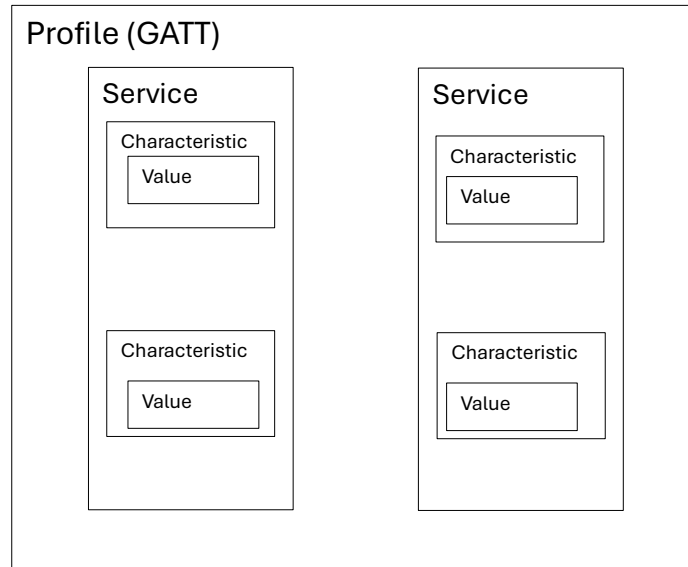 Profile (GATT)
Service
Characteristic
Value
Characteristic
Value
Service
Characteristic
Value
Characteristic
Value